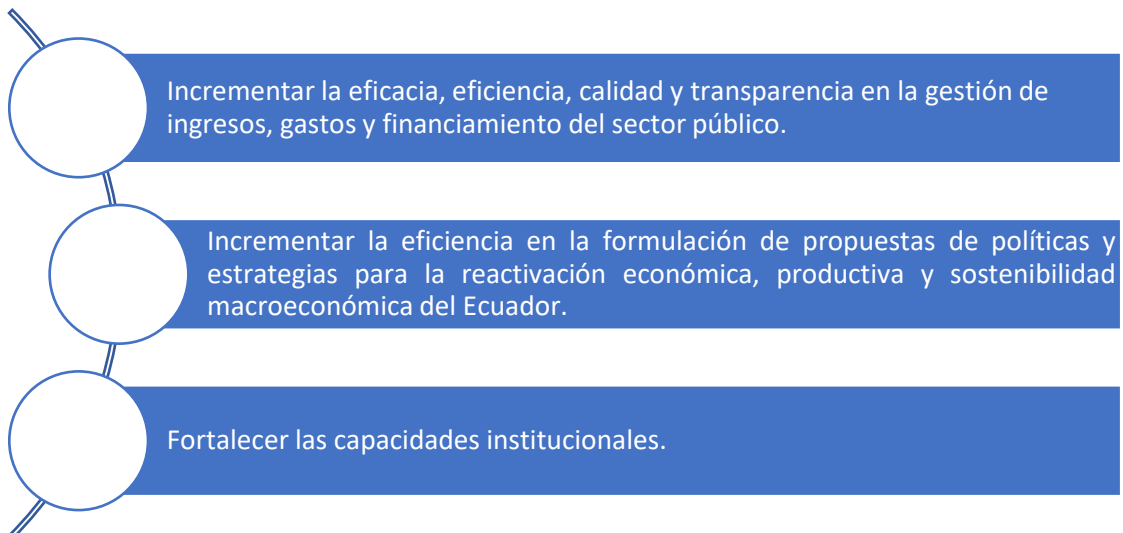 Incrementar la eficacia, eficiencia, calidad y transparencia en la gestión de
ingresos, gastos y financiamiento del sector público.
Incrementar la eficiencia en la formulación de propuestas de políticas y
estrategias para la reactivación económica, productiva y sostenibilidad
macroeconómica del Ecuador.
Fortalecer las capacidades institucionales.